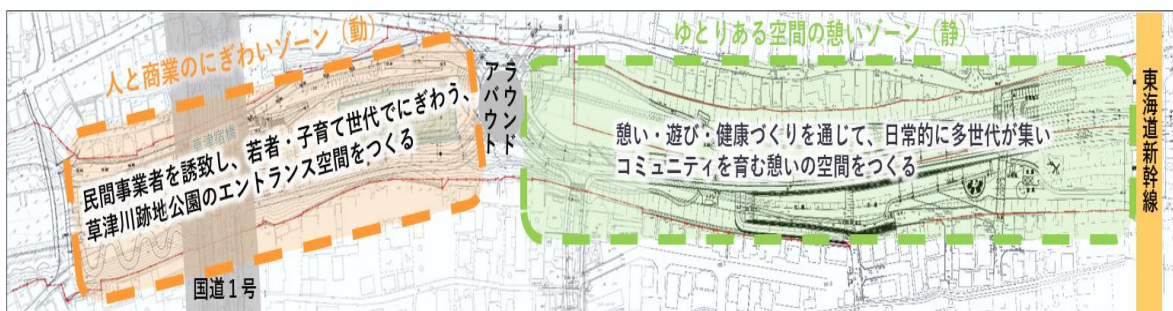 人と商業のにぎわいゾーン（動）
民間事業者を誘致し、若者・子育て世代でにぎわう、
草津川跡地公園のエントランス空間をつくる
草津宿橋
国道１号
ラウンド
アバウト
ゆとりある空間の憩いゾーン（静）
憩い・遊び・健康づくりを通じて、日常的に多世代が集い
コミュニティを育む憩いの空間をつくる
東海道新幹線